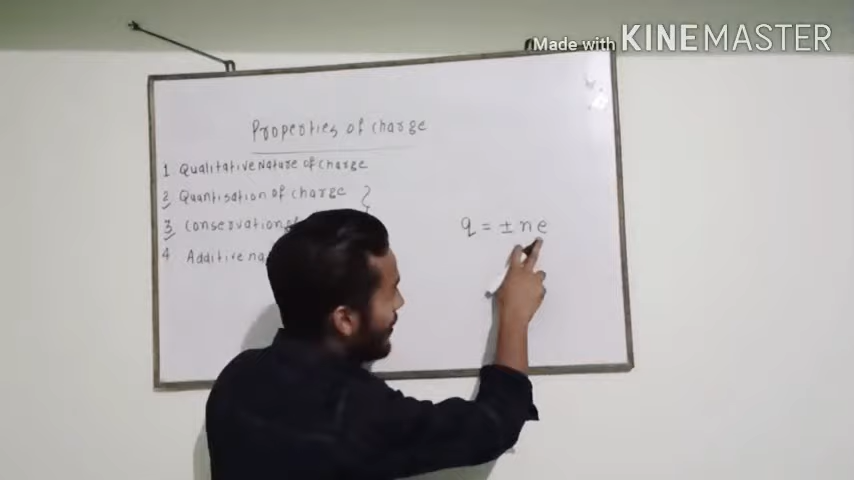 Made with KINEMASTER
Properties of charge
1 Qualitative Nature of charge
2 Quantisation of charge
3 Conservation
4 Additive
q = ± n e